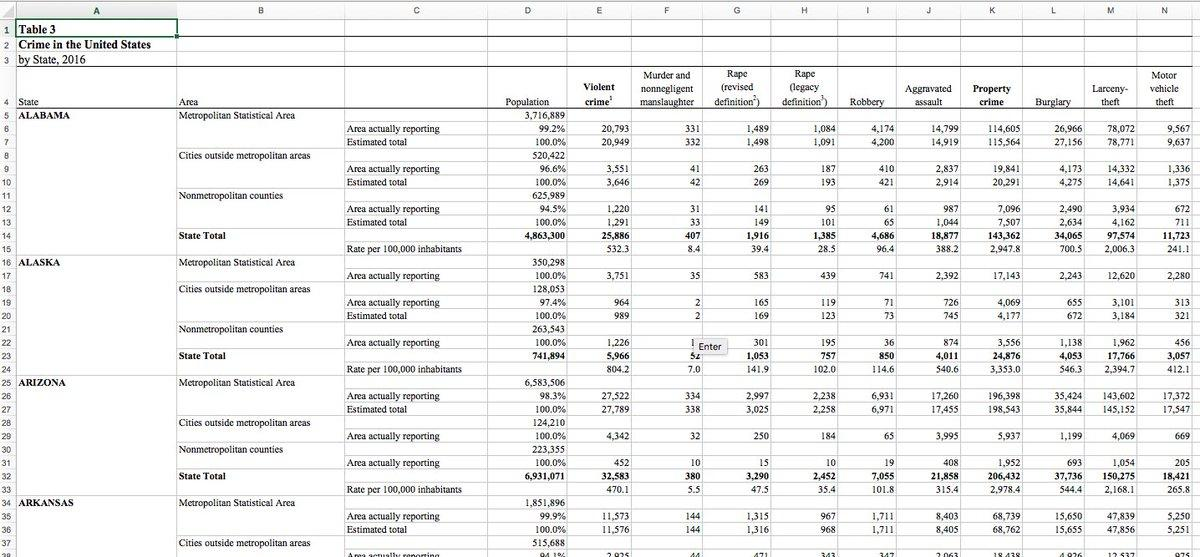 A B C D E F G H I J K L M N
1 Table 3
2 Crime in the United States
3 by State, 2016
4 State Area Population Violent crime¹ Murder and nonnegligent manslaughter Rape (revised definition²) Rape (legacy definition³) Robbery Aggravated assault Property crime Burglary Larceny-theft Motor vehicle theft
5 ALABAMA Metropolitan Statistical Area 3,716,889
6 Area actually reporting 99.2% 20,793 331 1,489 1,084 4,174 14,799 114,605 26,966 78,072 9,567
7 Estimated total 100.0% 20,949 332 1,498 1,091 4,200 14,919 115,564 27,156 78,771 9,637
8 Cities outside metropolitan areas 520,422
9 Area actually reporting 96.6% 3,551 41 263 187 410 2,837 19,841 4,173 14,332 1,336
10 Estimated total 100.0% 3,646 42 269 193 421 2,914 20,291 4,275 14,641 1,375
11 Nonmetropolitan counties 625,989
12 Area actually reporting 94.5% 1,220 31 141 95 61 987 7,096 2,490 3,934 672
13 Estimated total 100.0% 1,291 33 149 101 65 1,044 7,507 2,634 4,162 711
14 State Total 4,863,300 25,886 407 1,916 1,385 4,686 18,877 143,362 34,065 97,574 11,723
15 Rate per 100,000 inhabitants 532.3 8.4 39.4 28.5 96.4 388.2 2,947.8 700.5 2,006.3 241.1
16 ALASKA Metropolitan Statistical Area 350,298
17 Area actually reporting 100.0% 3,751 35 583 439 741 2,392 17,143 2,243 12,620 2,280
18 Cities outside metropolitan areas 128,053
19 Area actually reporting 97.4% 964 2 165 119 71 726 4,069 655 3,101 313
20 Estimated total 100.0% 989 2 169 123 73 745 4,177 672 3,184 321
21 Nonmetropolitan counties 263,543
22 Area actually reporting 100.0% 1,226 Enter 301 195 36 874 3,556 1,138 1,962 456
23 State Total 741,894 5,966 52 1,053 757 850 4,011 24,876 4,053 17,766 3,057
24 Rate per 100,000 inhabitants 804.2 7.0 141.9 102.0 114.6 540.6 3,353.0 546.3 2,394.7 412.1
25 ARIZONA Metropolitan Statistical Area 6,583,506
26 Area actually reporting 98.3% 27,522 334 2,997 2,238 6,931 17,260 196,398 35,424 143,602 17,372
27 Estimated total 100.0% 27,789 338 3,025 2,258 6,971 17,455 198,543 35,844 145,152 17,547
28 Cities outside metropolitan areas 124,210
29 Area actually reporting 100.0% 4,342 32 250 184 65 3,995 5,937 1,199 4,069 669
30 Nonmetropolitan counties 223,355
31 Area actually reporting 100.0% 452 10 15 10 19 408 1,952 693 1,054 205
32 State Total 6,931,071 32,583 380 3,290 2,452 7,055 21,858 206,432 37,736 150,275 18,421
33 Rate per 100,000 inhabitants 470.1 5.5 47.5 35.4 101.8 315.4 2,978.4 544.4 2,168.1 265.8
34 ARKANSAS Metropolitan Statistical Area 1,851,896
35 Area actually reporting 99.9% 11,573 144 1,315 967 1,711 8,403 68,739 15,650 47,839 5,250
36 Estimated total 100.0% 11,576 144 1,316 968 1,711 8,405 68,762 15,655 47,856 5,251
37 Cities outside metropolitan areas 515,688
38 Area actually reporting 94.1% 2,925 44 471 343 347 2,063 18,438 4,926 12,537 975